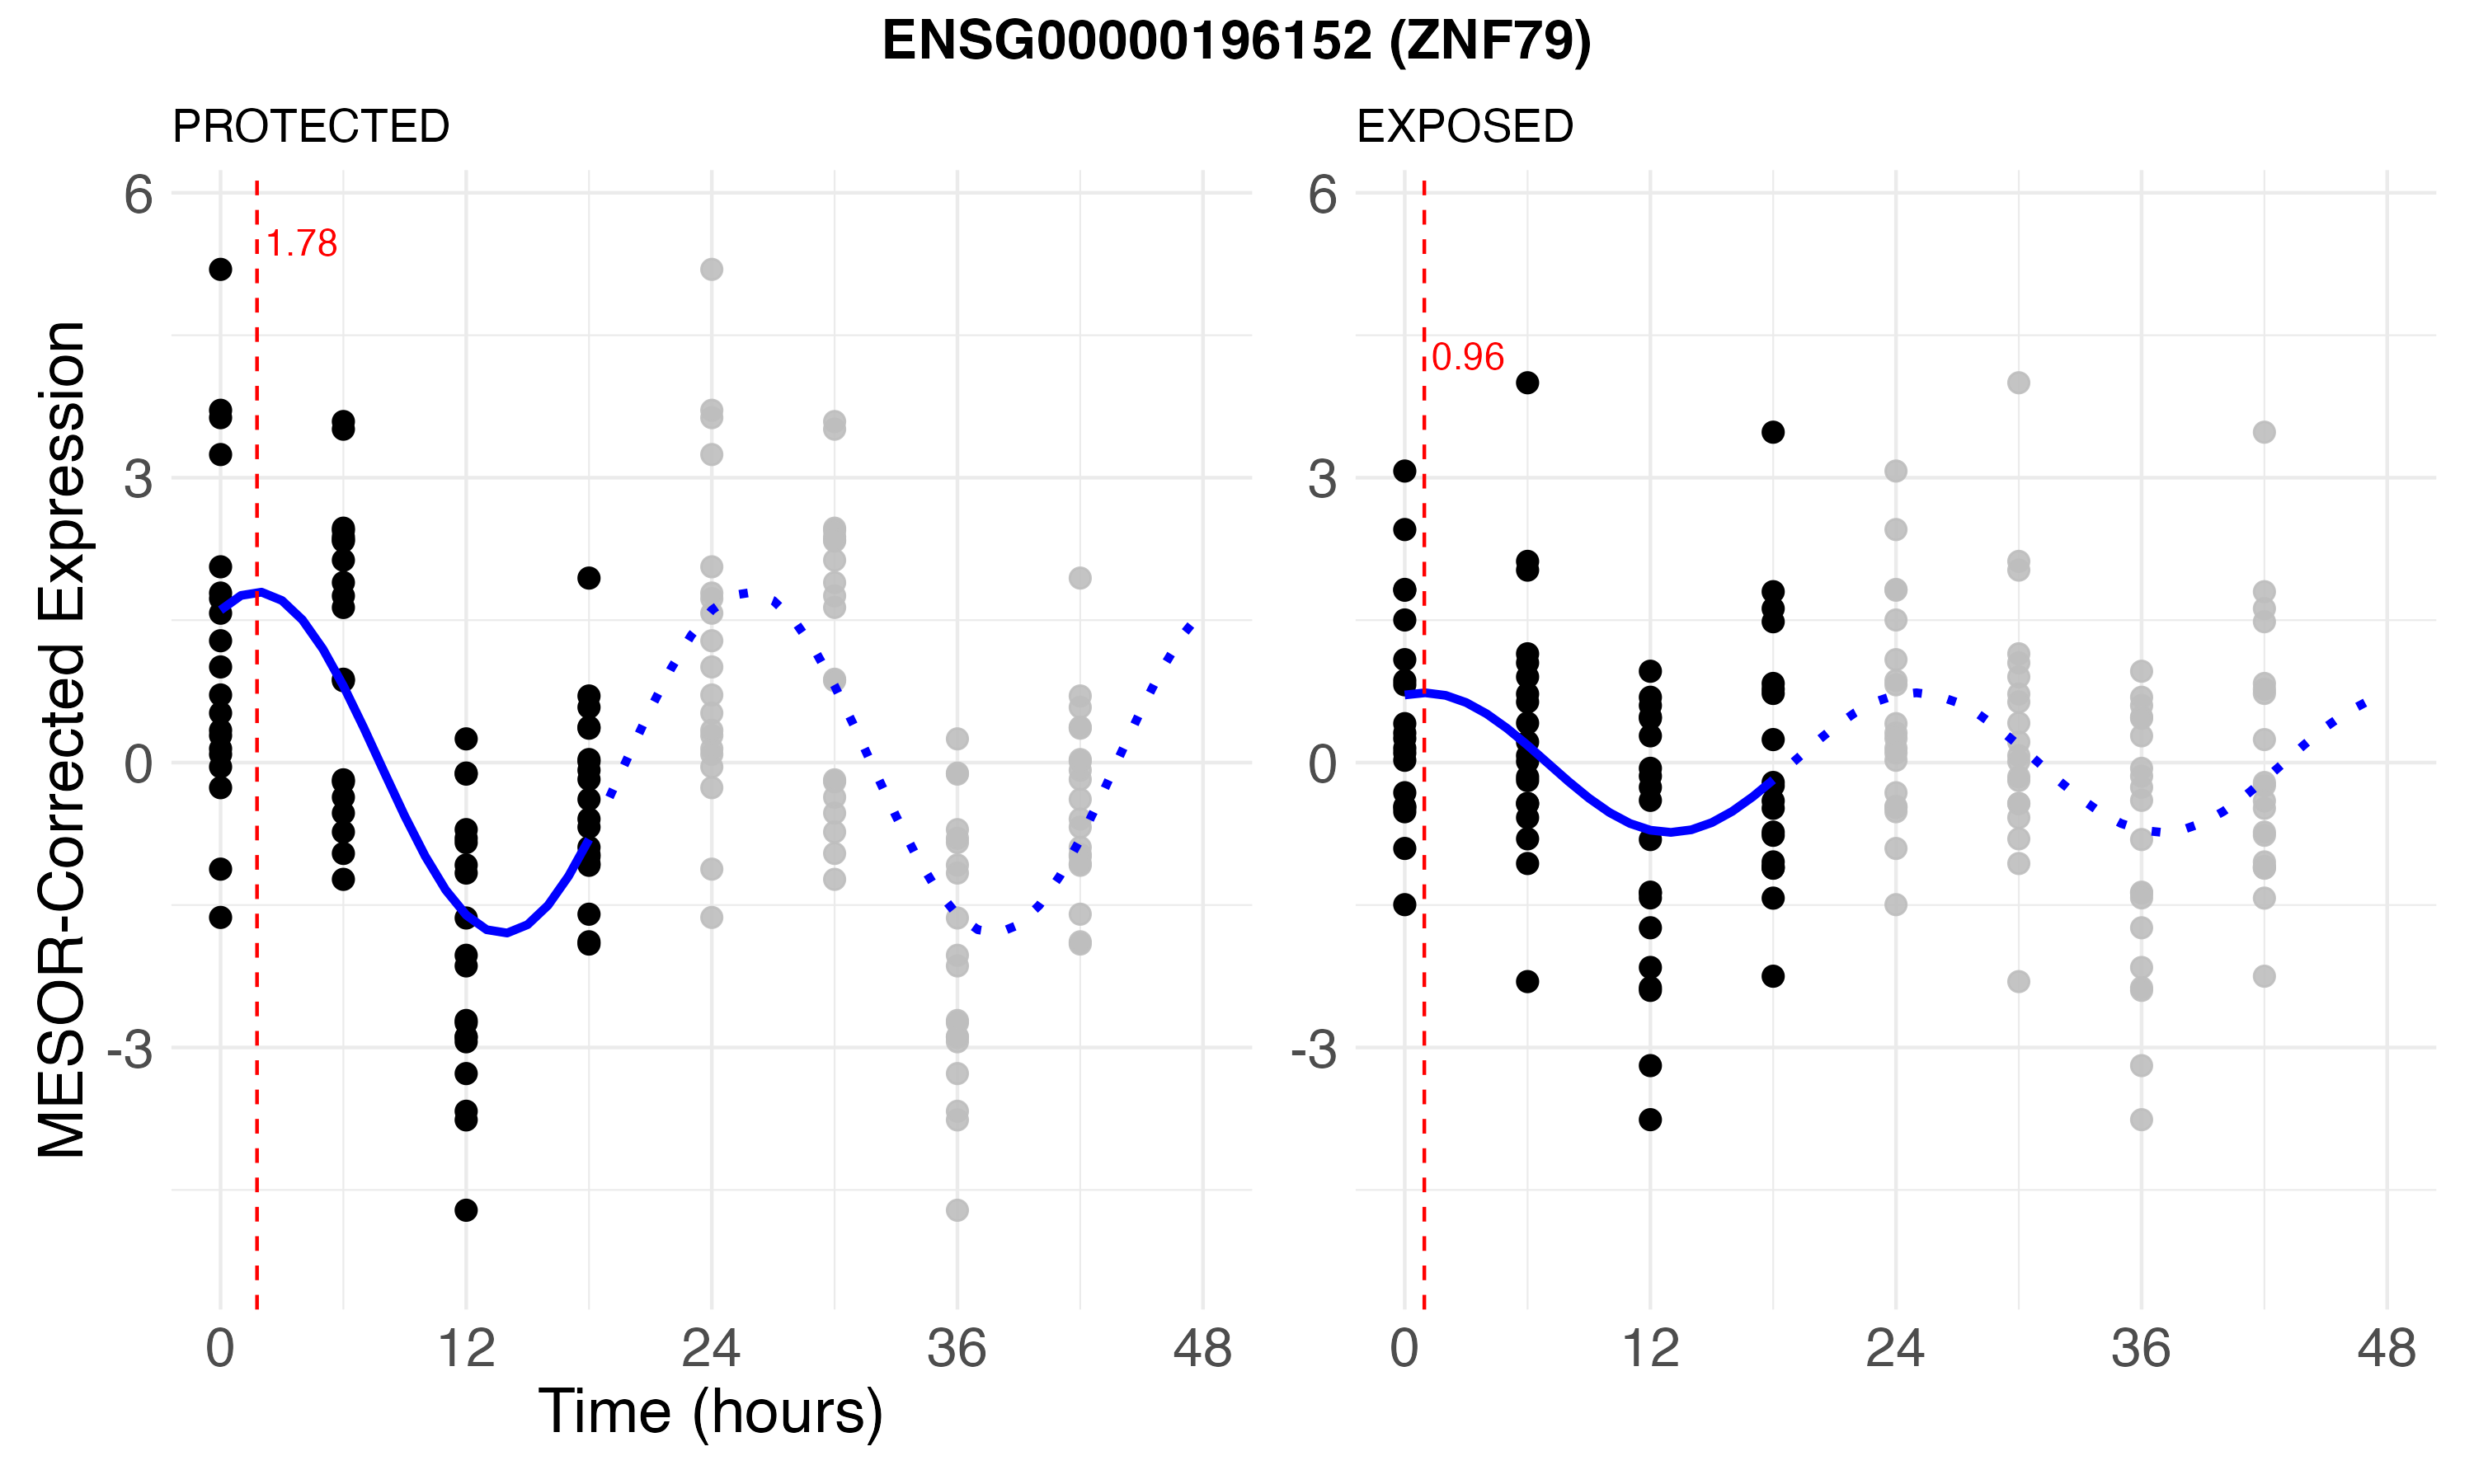 ENSG00000196152 (ZNF79)
PROTECTED
EXPOSED
MESOR-Corrected Expression
6
3
0
-3
1.78
0 12 24 36 48
6
3
0
-3
0.96
0 12 24 36 48
Time (hours)